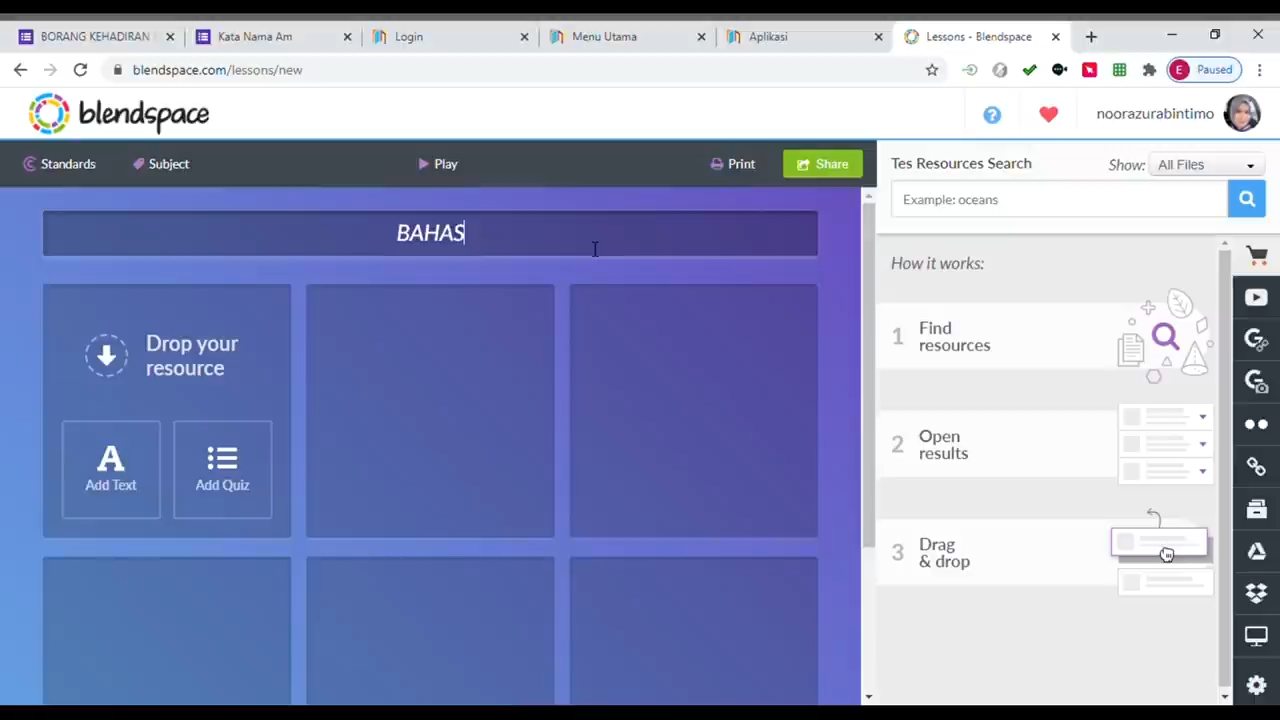 BORANG KEHADIRAN
Kata Nama Am
Login
Menu Utama
Aplikasi
Lessons - Blendspace
blendspace.com/lessons/new
E Paused
blendspace
noorazurabintimo
Standards
Subject
Play
Print
Share
Tes Resources Search
Show: All Files
Example: oceans
BAHAS
How it works:
Drop your
resource
A
Add Text
Add Quiz
1 Find
resources
2 Open
results
3 Drag
& drop